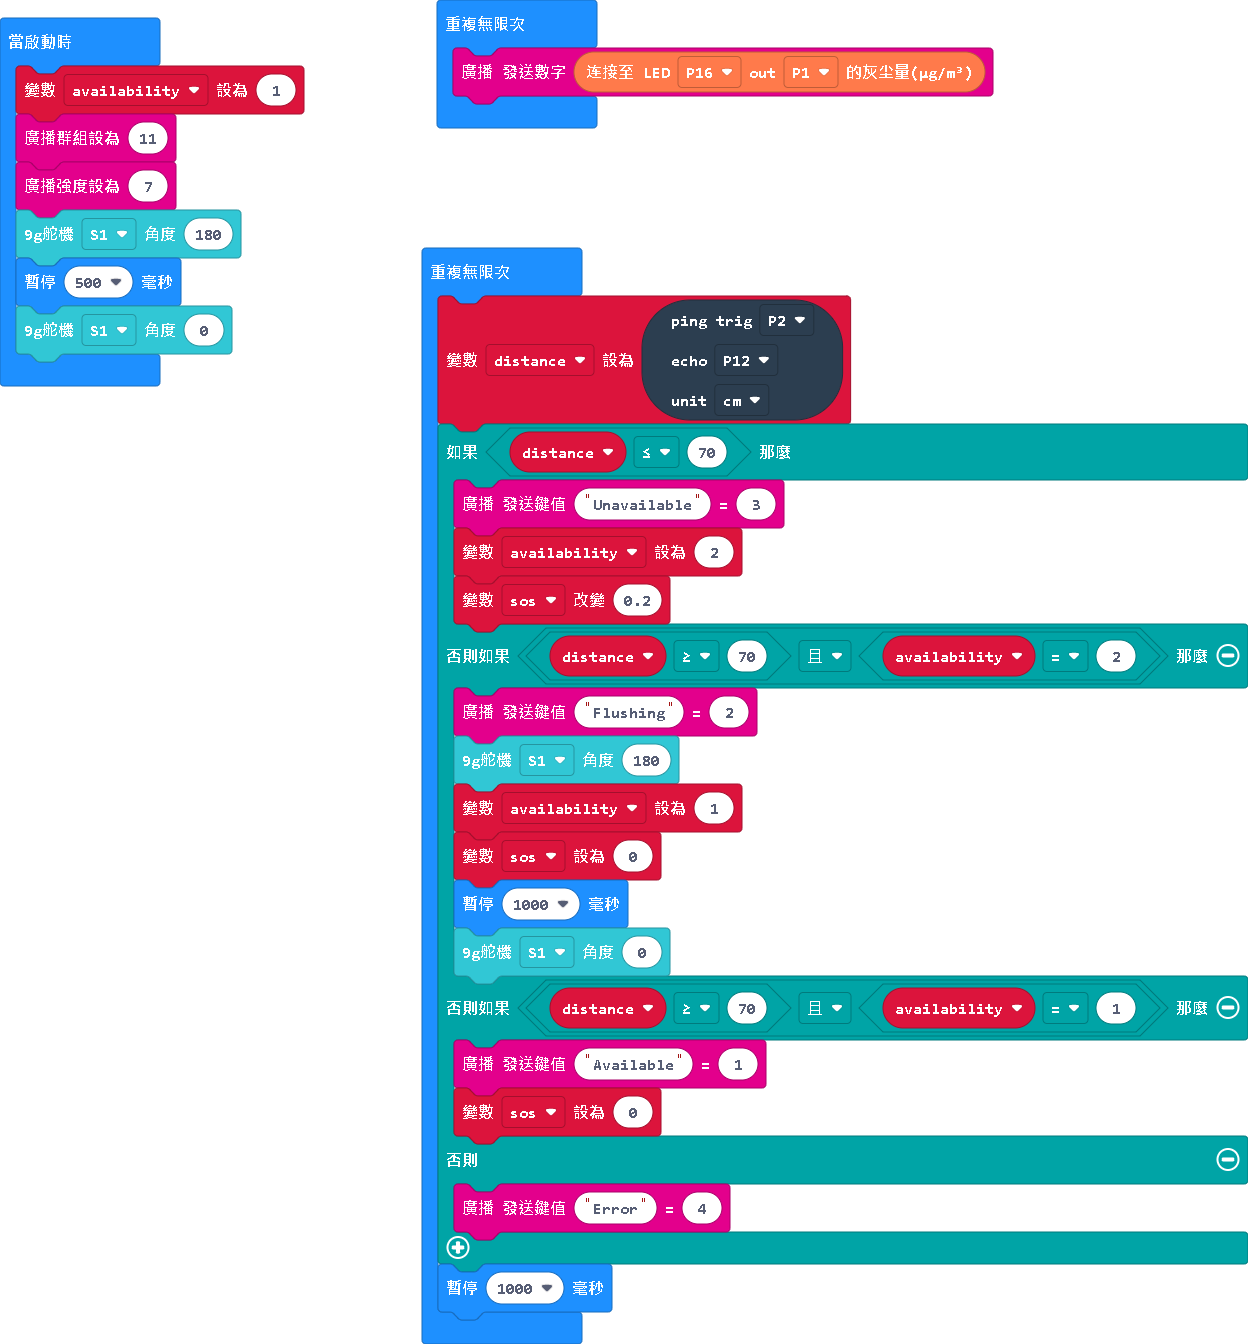 當啟動時
變數 availability 設為 1
廣播群組設為 11
廣播強度設為 7
9g舵機 S1 角度 180
暫停 500 毫秒
9g舵機 S1 角度 0
重複無限次
廣播 發送數字 连接至 LED P16 out P1 的灰尘量(μg/m³)
重複無限次
變數 distance 設為
ping trig P2
echo P12
unit cm
如果 distance ≤ 70 那麼
廣播 發送鍵值 "Unavailable" = 3
變數 availability 設為 2
變數 sos 改變 0.2
否則如果 distance ≥ 70 且 availability = 2 那麼
廣播 發送鍵值 "Flushing" = 2
9g舵機 S1 角度 180
變數 availability 設為 1
變數 sos 設為 0
暫停 1000 毫秒
9g舵機 S1 角度 0
否則如果 distance ≥ 70 且 availability = 1 那麼
廣播 發送鍵值 "Available" = 1
變數 sos 設為 0
否則
廣播 發送鍵值 "Error" = 4
暫停 1000 毫秒